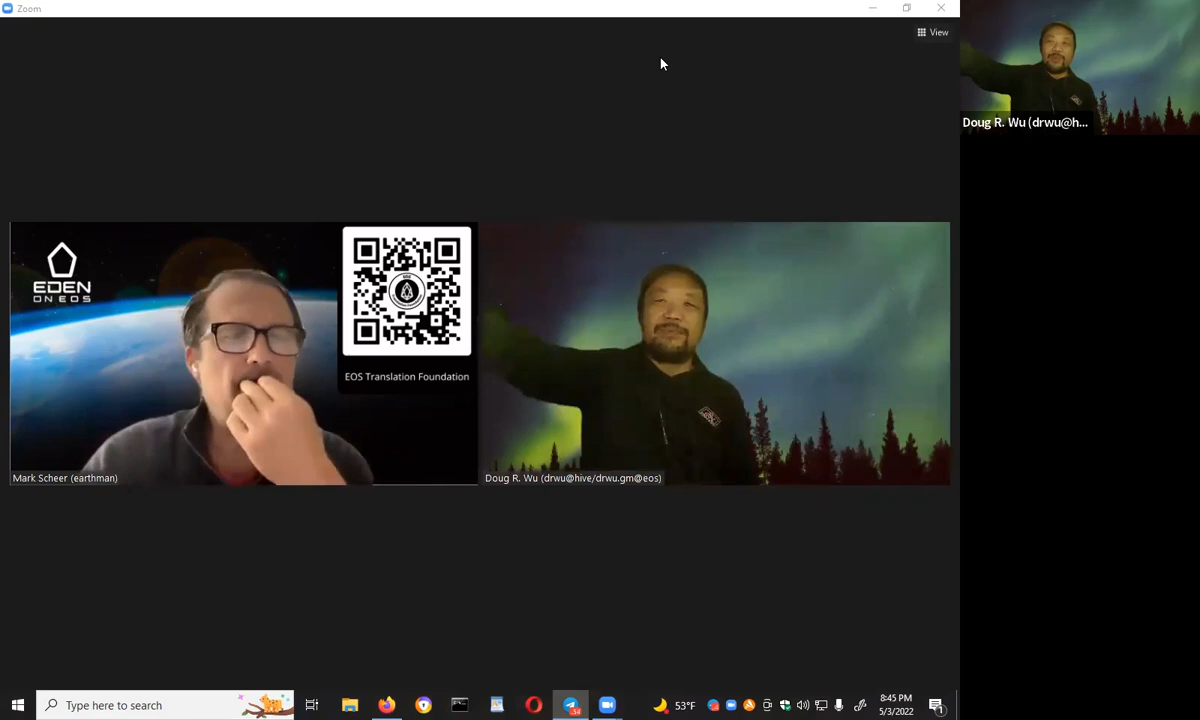 Zoom
View
Doug R. Wu (drwu@h...
EDEN
ON EOS
EOS Translation Foundation
Mark Scheer (earthman)
Doug R. Wu (drwu@hive/drwu.gm@eos)
Type here to search
53°F
8:45 PM
5/3/2022
1